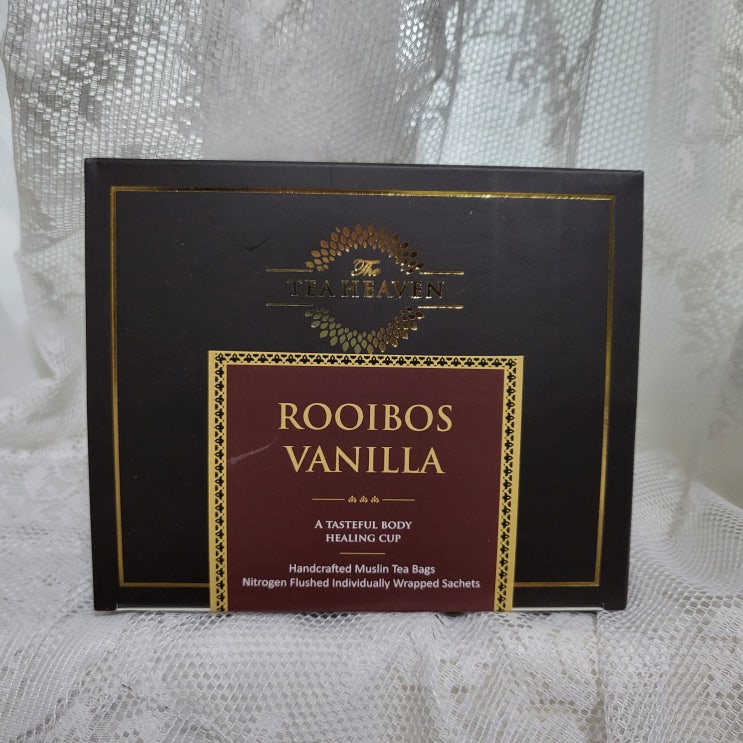 The
TEA HEAVEN
ROOIBOS
VANILLA
A TASTEFUL BODY
HEALING CUP
Handcrafted Muslin Tea Bags
Nitrogen Flushed Individually Wrapped Sachets